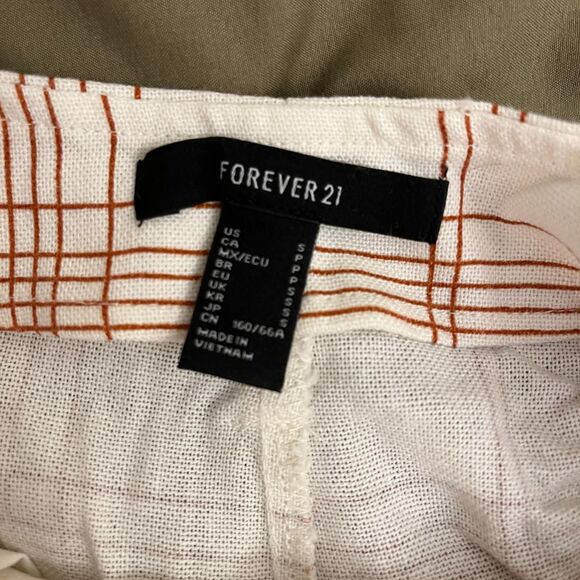 FOREVER 21
US S
CA P
MX/ECU P
BR P
EU S
UK S
KR S
JP S
CN 160/66A
MADE IN
VIETNAM